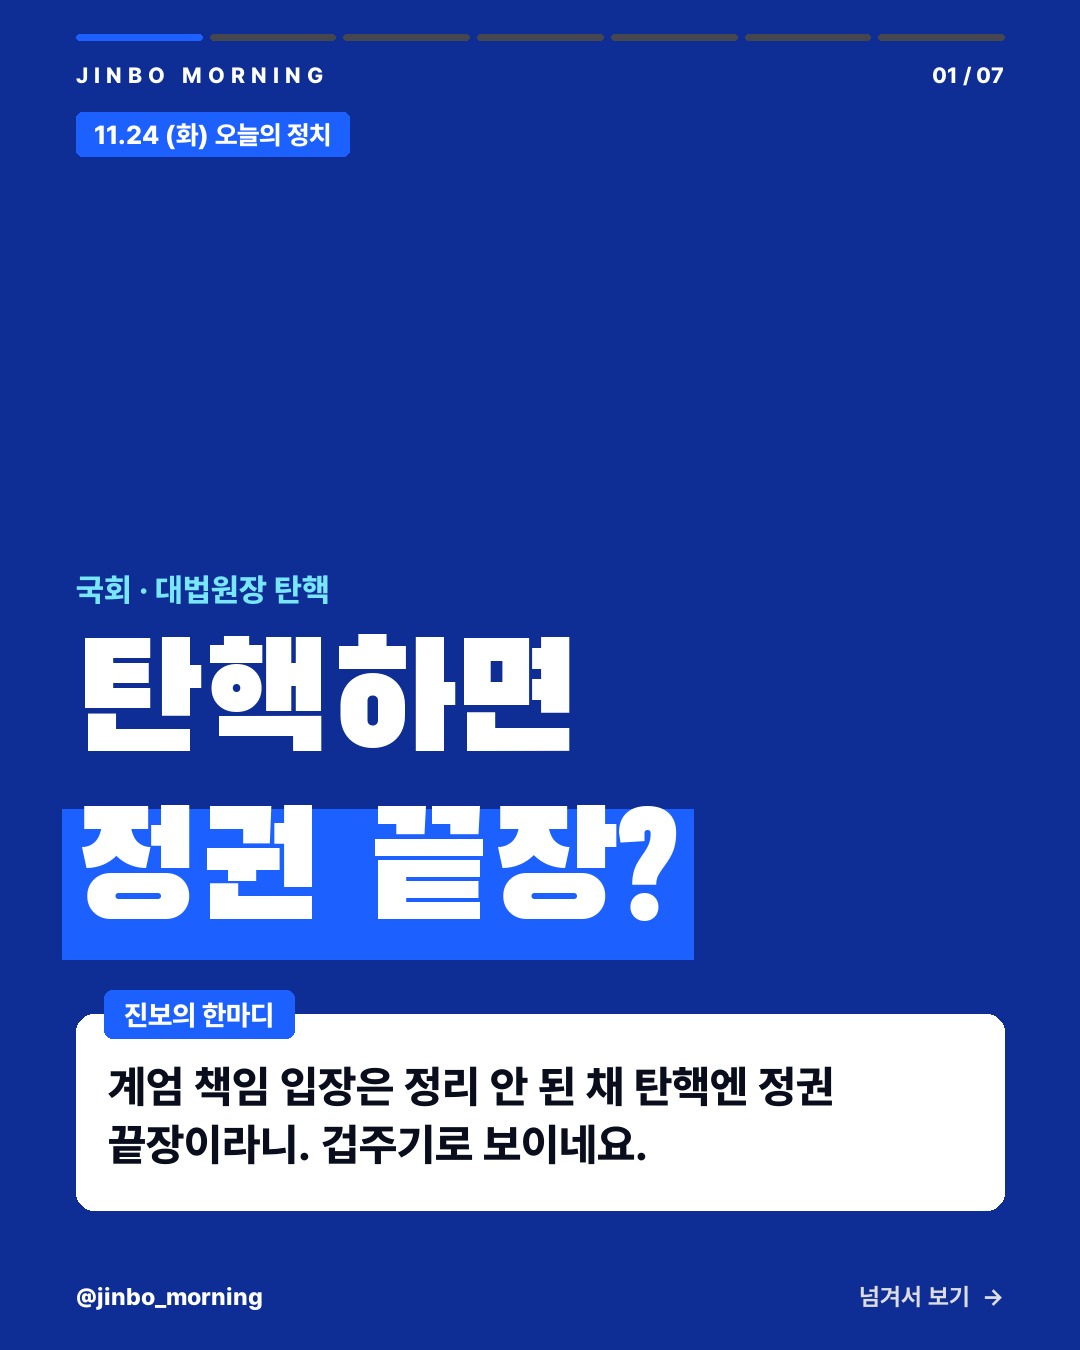 JINBO MORNING
01 / 07
11.24 (화) 오늘의 정치
국회 · 대법원장 탄핵
탄핵하면
정권 끝장?
진보의 한마디
계엄 책임 입장은 정리 안 된 채 탄핵엔 정권
끝장이라니. 겁주기로 보이네요.
@jinbo_morning
넘겨서 보기 →